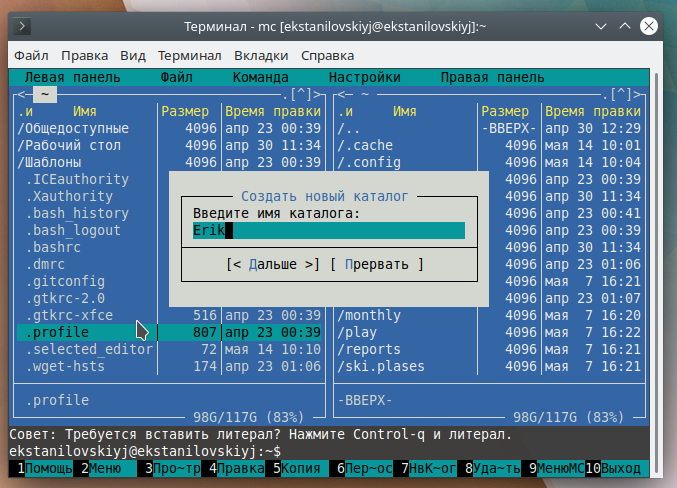 Терминал - mc [ekstanilovskiyj@ekstanilovskiyj]:~
Файл Правка Вид Терминал Вкладки Справка
Левая панель Файл Команда Настройки Правая панель
<─ ~ .[^]> <─ ~ .[^]>
.и Имя Размер Время правки .и Имя Размер Время правки
/Общедоступные 4096 апр 23 00:39 /.. -ВВЕРХ- апр 30 12:29
/Рабочий стол 4096 апр 30 11:34 /.cache 4096 мая 14 10:01
/Шаблоны 4096 апр 23 00:39 /.config 4096 мая 14 10:04
.ICEauthority 4096 апр 23 00:39
.Xauthority 4096 апр 30 11:34
.bash_history 4096 апр 23 00:41
.bash_logout 4096 апр 23 00:39
.bashrc 4096 апр 30 11:34
.dmrc 4096 апр 23 01:06
.gitconfig 4096 мая 7 16:21
.gtkrc-2.0 4096 апр 23 01:07
.gtkrc-xfce 516 апр 23 00:39 /monthly 4096 мая 7 16:20
.profile 807 апр 23 00:39 /play 4096 мая 7 16:22
.selected_editor 72 мая 14 10:10 /reports 4096 мая 7 16:21
.wget-hsts 174 апр 23 01:06 /ski.plases 4096 мая 7 16:21
Создать новый каталог
Введите имя каталога:
Erik
[< Дальше >] [ Прервать ]
.profile -ВВЕРХ-
98G/117G (83%) 98G/117G (83%)
Совет: Требуется вставить литерал? Нажмите Control-q и литерал.
ekstanilovskiyj@ekstanilovskiyj:~$
1Помощь 2Меню 3Про~тр 4Правка 5Копия 6Пер~ос 7НвК~ог 8Уда~ть 9МенюMC 10Выход